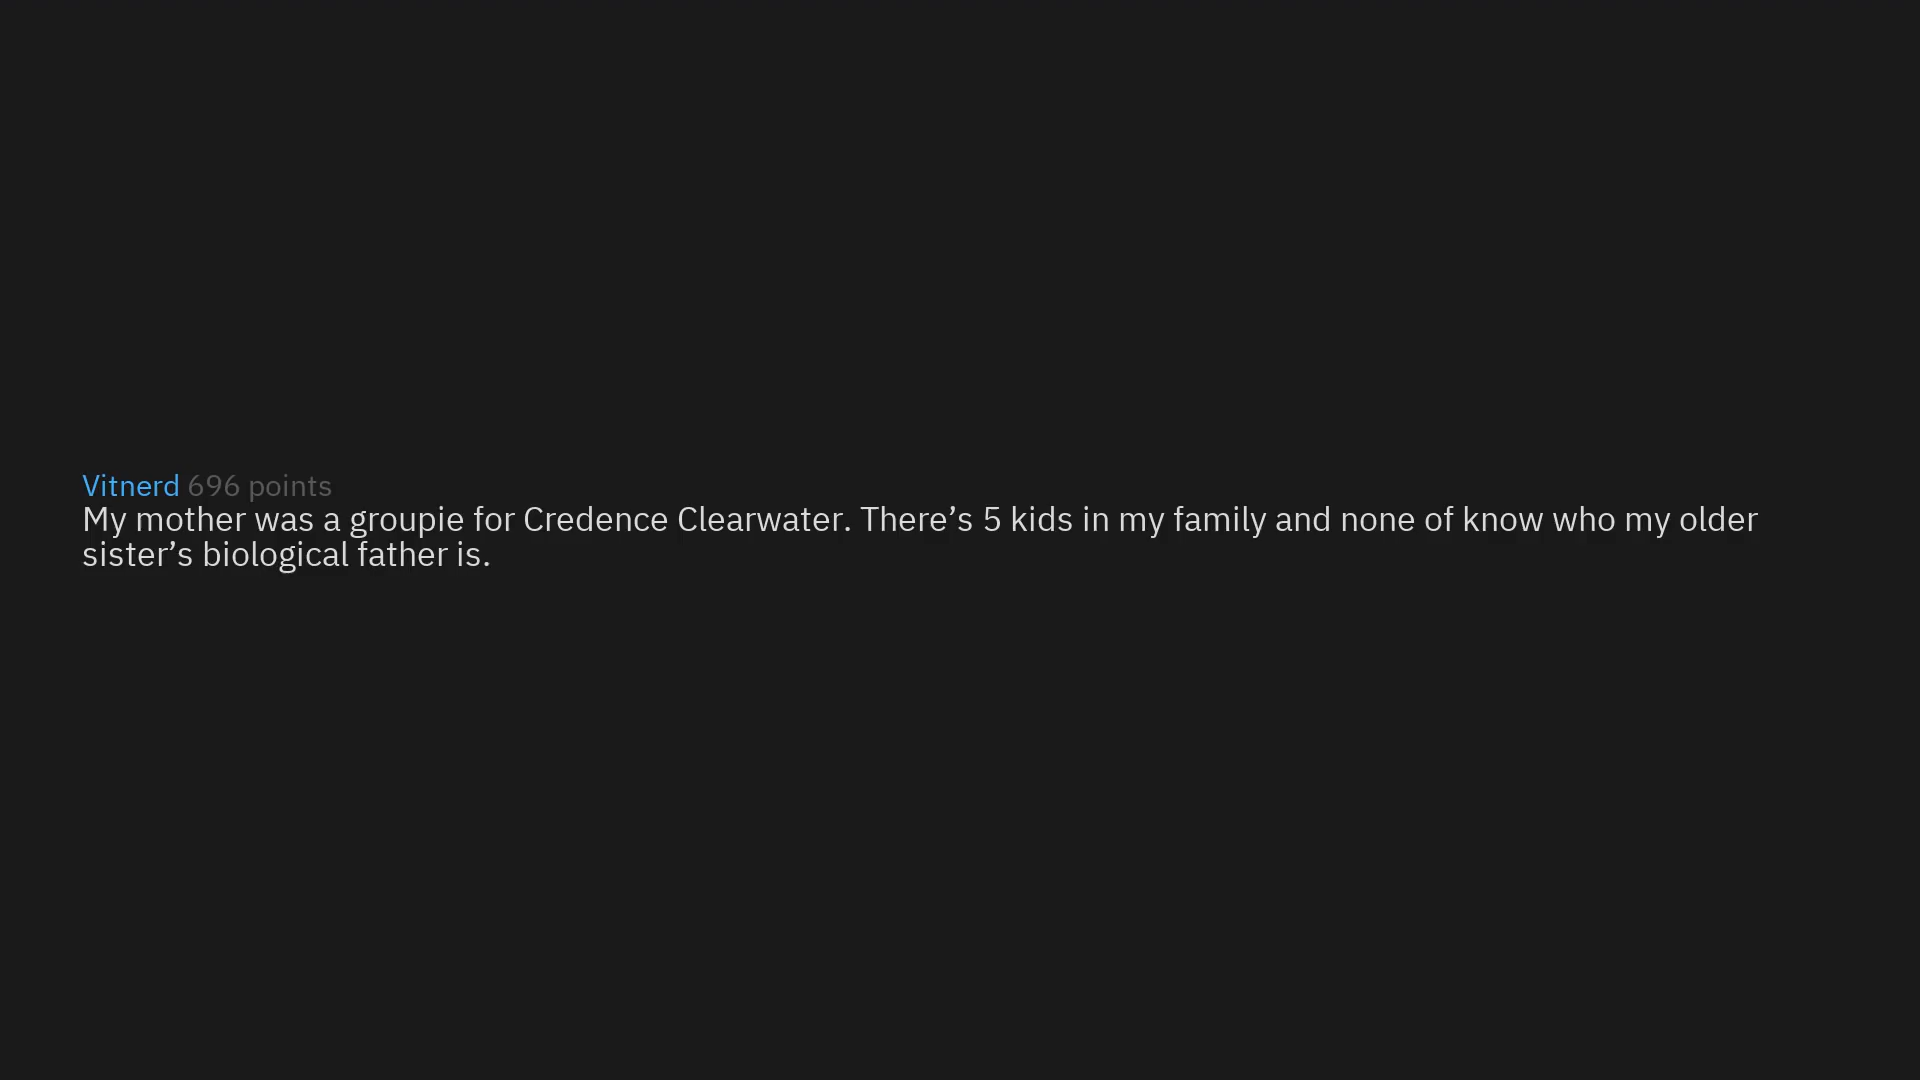 Vitnerd 696 points
My mother was a groupie for Credence Clearwater. There’s 5 kids in my family and none of know who my older
sister’s biological father is.